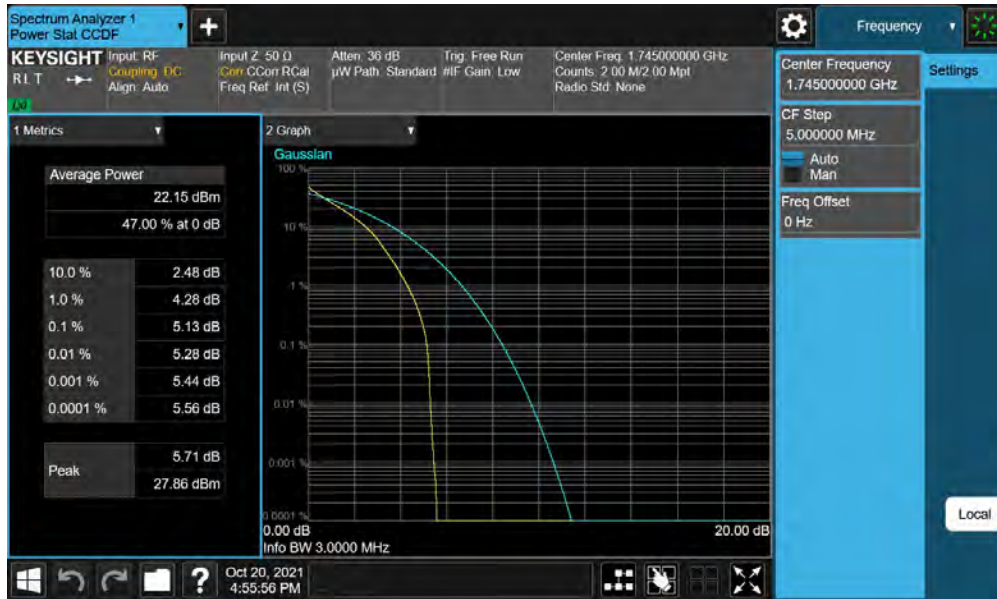 Spectrum Analyzer 1
Power Stat CCDF
Frequency
KEYSIGHT
RLT
Input: RF
Coupling: DC
Align: Auto
Input Z: 50 Ω
Corr CCorr RCal
Freq Ref: Int (S)
Atten: 36 dB
µW Path: Standard
Trig: Free Run
#IF Gain: Low
Center Freq: 1.745000000 GHz
Counts: 2.00 M/2.00 Mpt
Radio Std: None
Center Frequency
1.745000000 GHz
Settings
CF Step
5.000000 MHz
Auto
Man
Freq Offset
0 Hz
1 Metrics
Average Power
22.15 dBm
47.00 % at 0 dB
10.0 % 2.48 dB
1.0 % 4.28 dB
0.1 % 5.13 dB
0.01 % 5.28 dB
0.001 % 5.44 dB
0.0001 % 5.56 dB
Peak
5.71 dB
27.86 dBm
2 Graph
Gaussian
100 %
10 %
1 %
0.1 %
0.01 %
0.001 %
0.0001 %
0.00 dB
20.00 dB
Info BW 3.0000 MHz
Local
?
Oct 20, 2021
4:55:56 PM